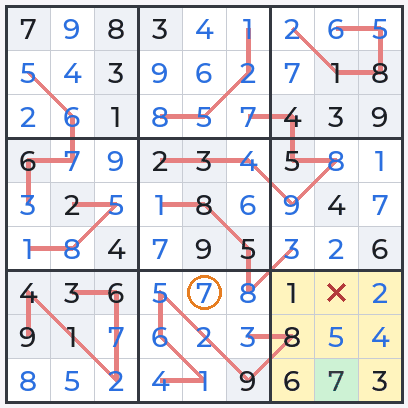 7 9 8 3 4 1 2 6 5
5 4 3 9 6 2 7 1 8
2 6 1 8 5 7 4 3 9
6 7 9 2 3 4 5 8 1
3 2 5 1 8 6 9 4 7
1 8 4 7 9 5 3 2 6
4 3 6 5 7 8 1 × 2
9 1 7 6 2 3 8 5 4
8 5 2 4 1 9 6 7 3